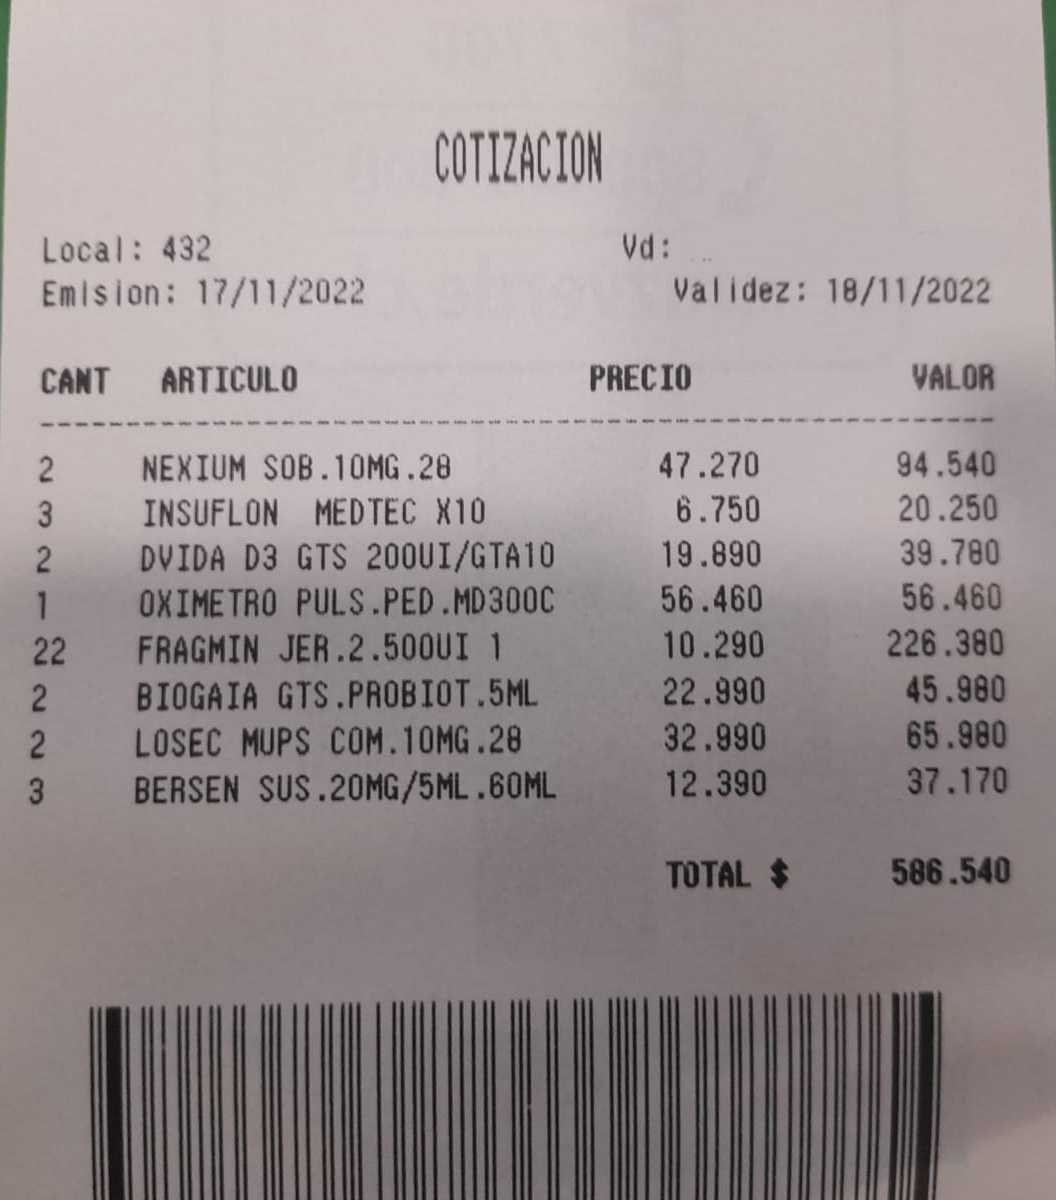 COTIZACION
Local: 432 Vd:
Emision: 17/11/2022 Validez: 18/11/2022
CANT ARTICULO PRECIO VALOR
2 NEXIUM SOB.10MG.28 47.270 94.540
3 INSUFLON MEDTEC X10 6.750 20.250
2 DVIDA D3 GTS 200UI/GTA10 19.890 39.780
1 OXIMETRO PULS.PED.MD300C 56.460 56.460
22 FRAGMIN JER.2.500UI 1 10.290 226.380
2 BIOGAIA GTS.PROBIOT.5ML 22.990 45.980
2 LOSEC MUPS COM.10MG.28 32.990 65.980
3 BERSEN SUS.20MG/5ML.60ML 12.390 37.170
TOTAL $ 586.540